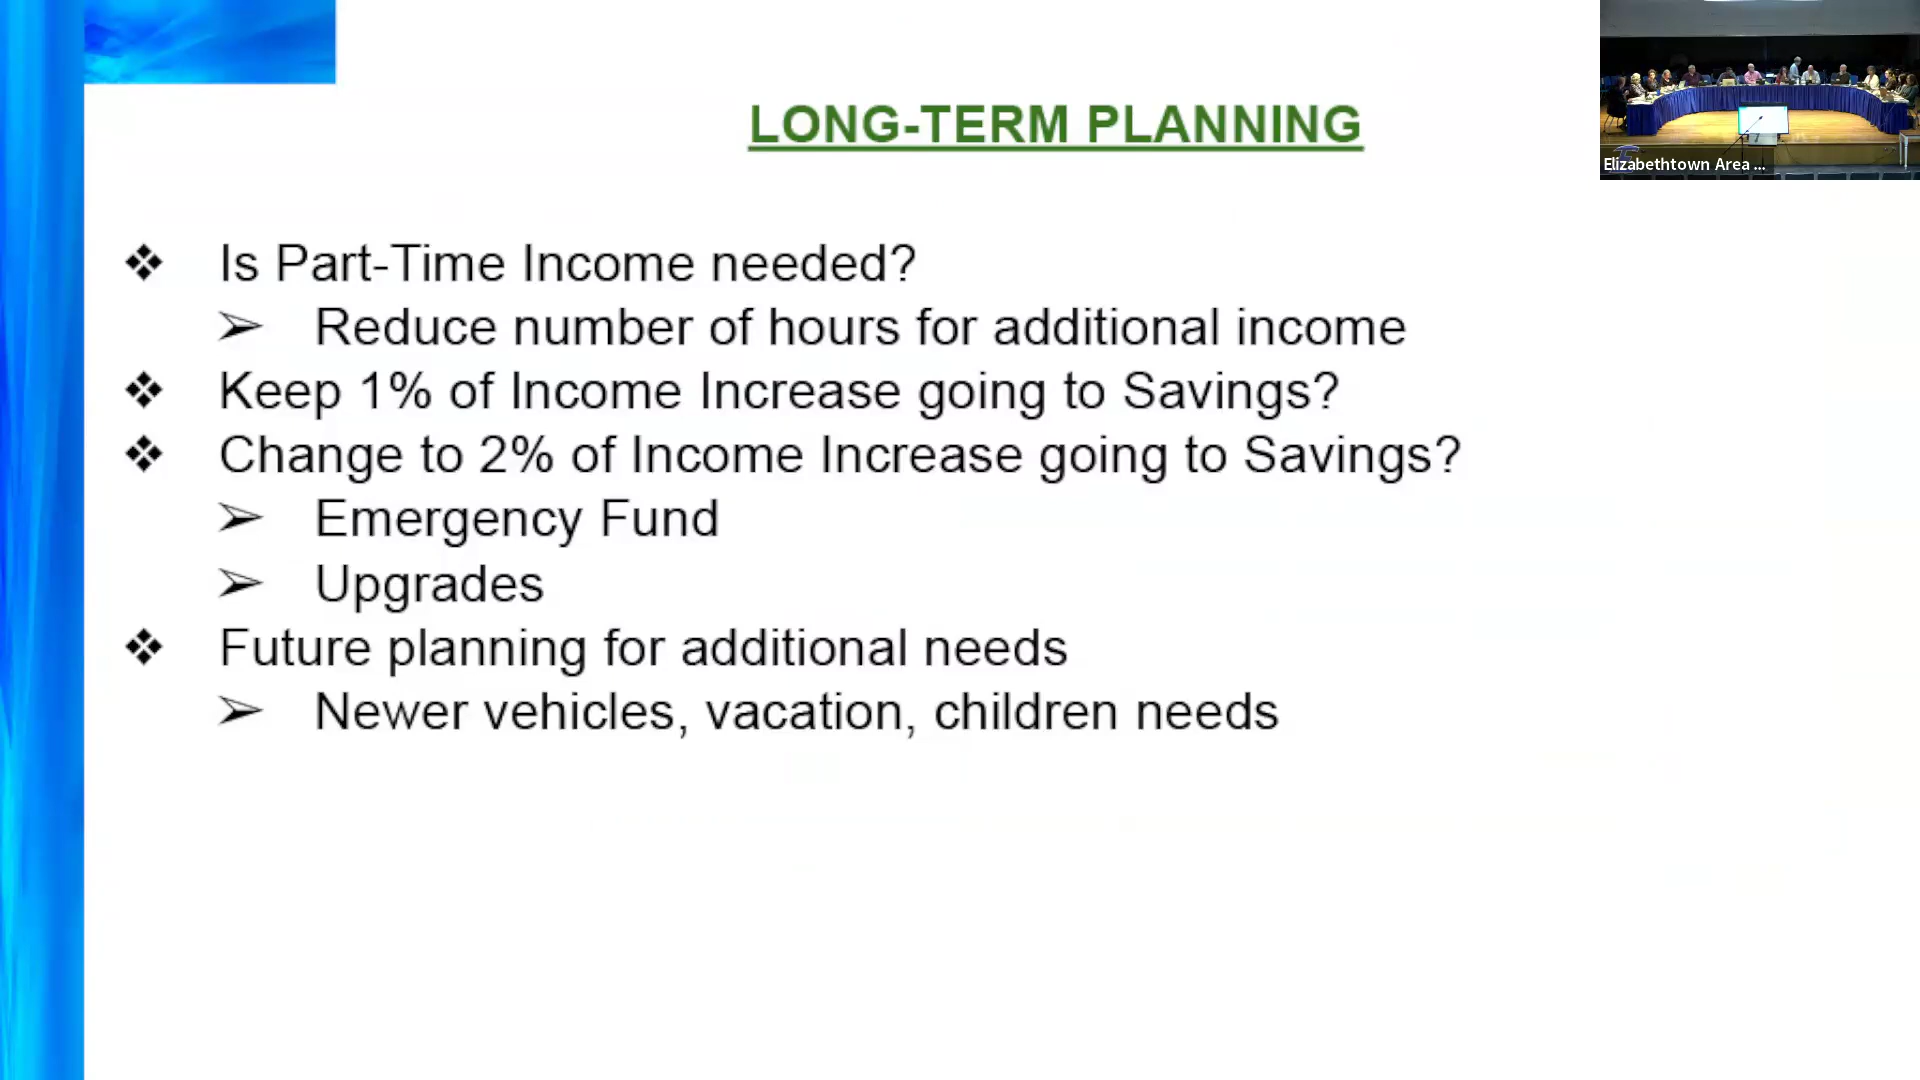 LONG-TERM PLANNING
Elizabethtown Area ...
❖ Is Part-Time Income needed?
➢ Reduce number of hours for additional income
❖ Keep 1% of Income Increase going to Savings?
❖ Change to 2% of Income Increase going to Savings?
➢ Emergency Fund
➢ Upgrades
❖ Future planning for additional needs
➢ Newer vehicles, vacation, children needs